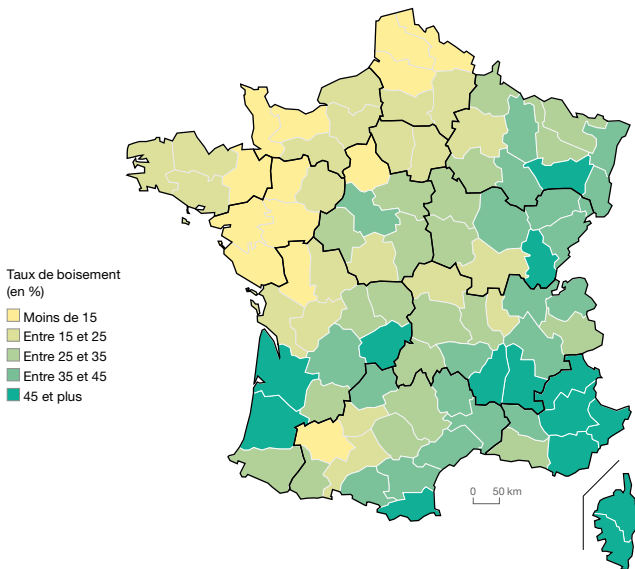 Taux de boisement
(en %)
Moins de 15
Entre 15 et 25
Entre 25 et 35
Entre 35 et 45
45 et plus
0 50 km